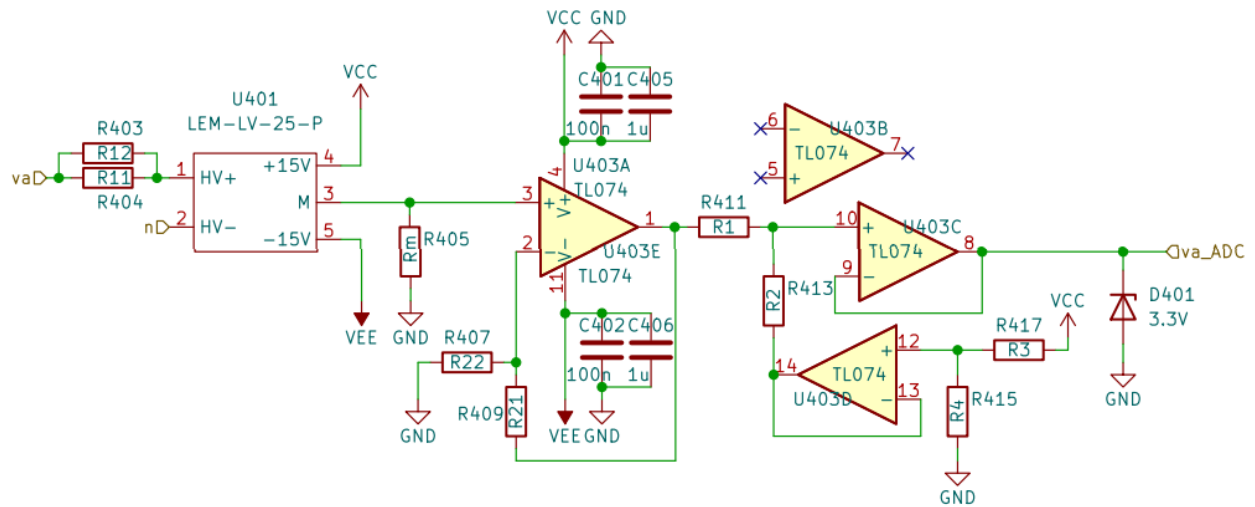 VCC GND
C401 C405
100n 1u
VCC
U401
LEM-LV-25-P
R403
R12
R11
R404
va
n
1 HV+
2 HV-
+15V 4
M 3
-15V 5
VEE
R405
Rm
GND
4
U403A
TL074
3 +
2 -
V+
V-
1
U403E
TL074
11
C402 C406
100n 1u
VEE GND
R407
R22
GND
R409
R21
6 -
5 +
U403B
TL074
7
R411
R1
R2
R413
10 +
9 -
U403C
TL074
8
va_ADC
D401
3.3V
GND
VCC
R417
R3
12 +
13 -
14
TL074
U403D
R4
R415
GND